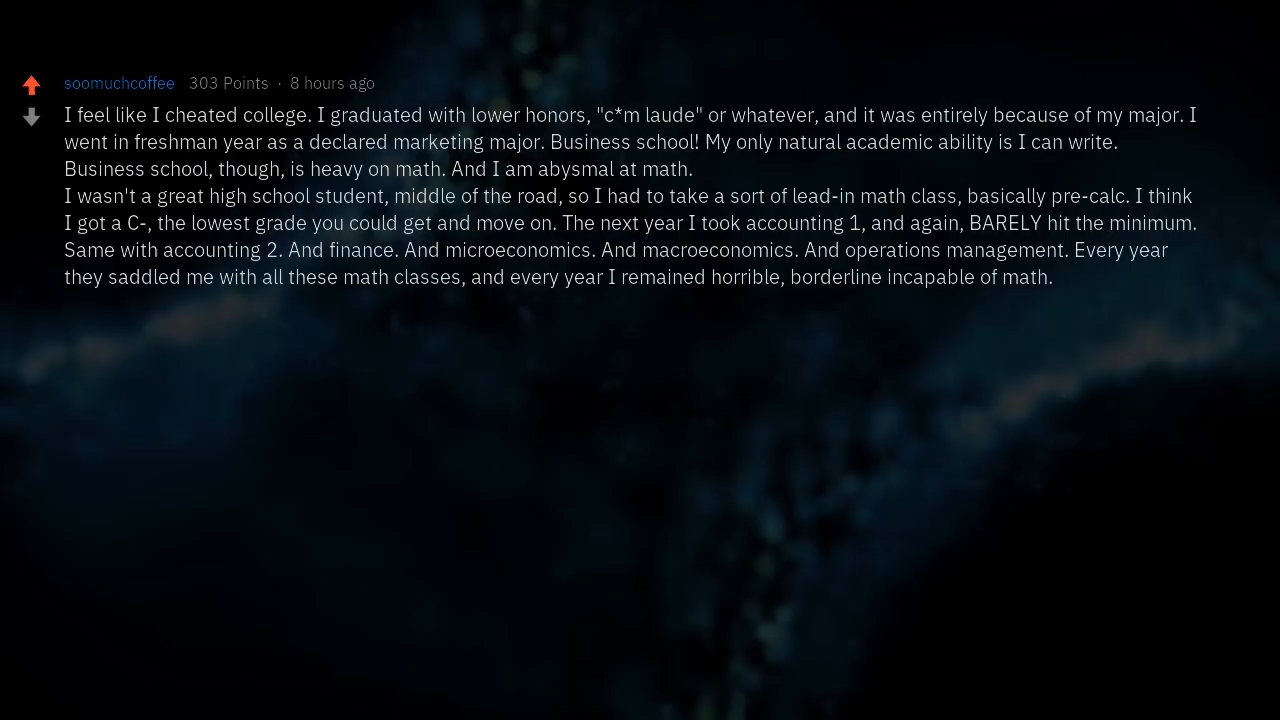 soomuchcoffee 303 Points · 8 hours ago
I feel like I cheated college. I graduated with lower honors, "c*m laude" or whatever, and it was entirely because of my major. I
went in freshman year as a declared marketing major. Business school! My only natural academic ability is I can write.
Business school, though, is heavy on math. And I am abysmal at math.
I wasn't a great high school student, middle of the road, so I had to take a sort of lead-in math class, basically pre-calc. I think
I got a C-, the lowest grade you could get and move on. The next year I took accounting 1, and again, BARELY hit the minimum.
Same with accounting 2. And finance. And microeconomics. And macroeconomics. And operations management. Every year
they saddled me with all these math classes, and every year I remained horrible, borderline incapable of math.